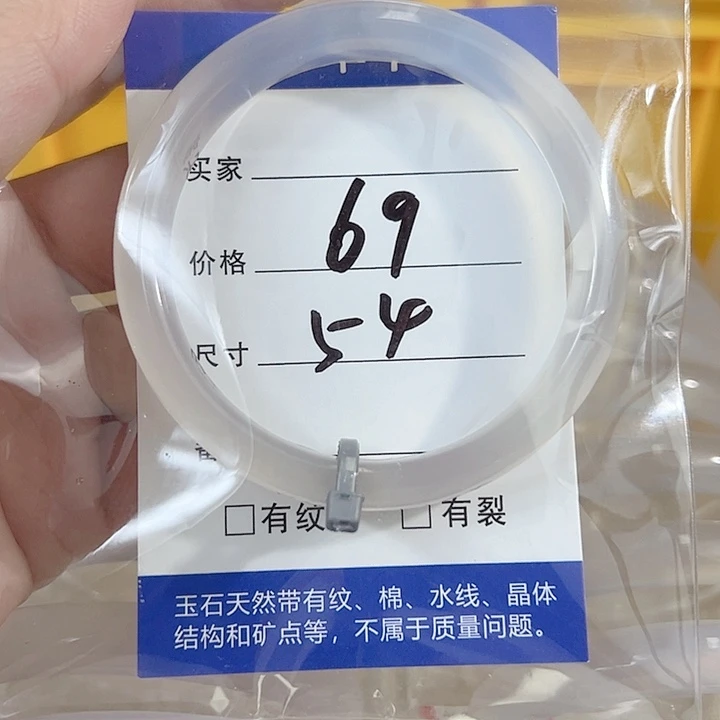 买家
价格 69
尺寸 54
□有纹 □有裂
玉石天然带有纹、棉、水线、晶体
结构和矿点等，不属于质量问题。